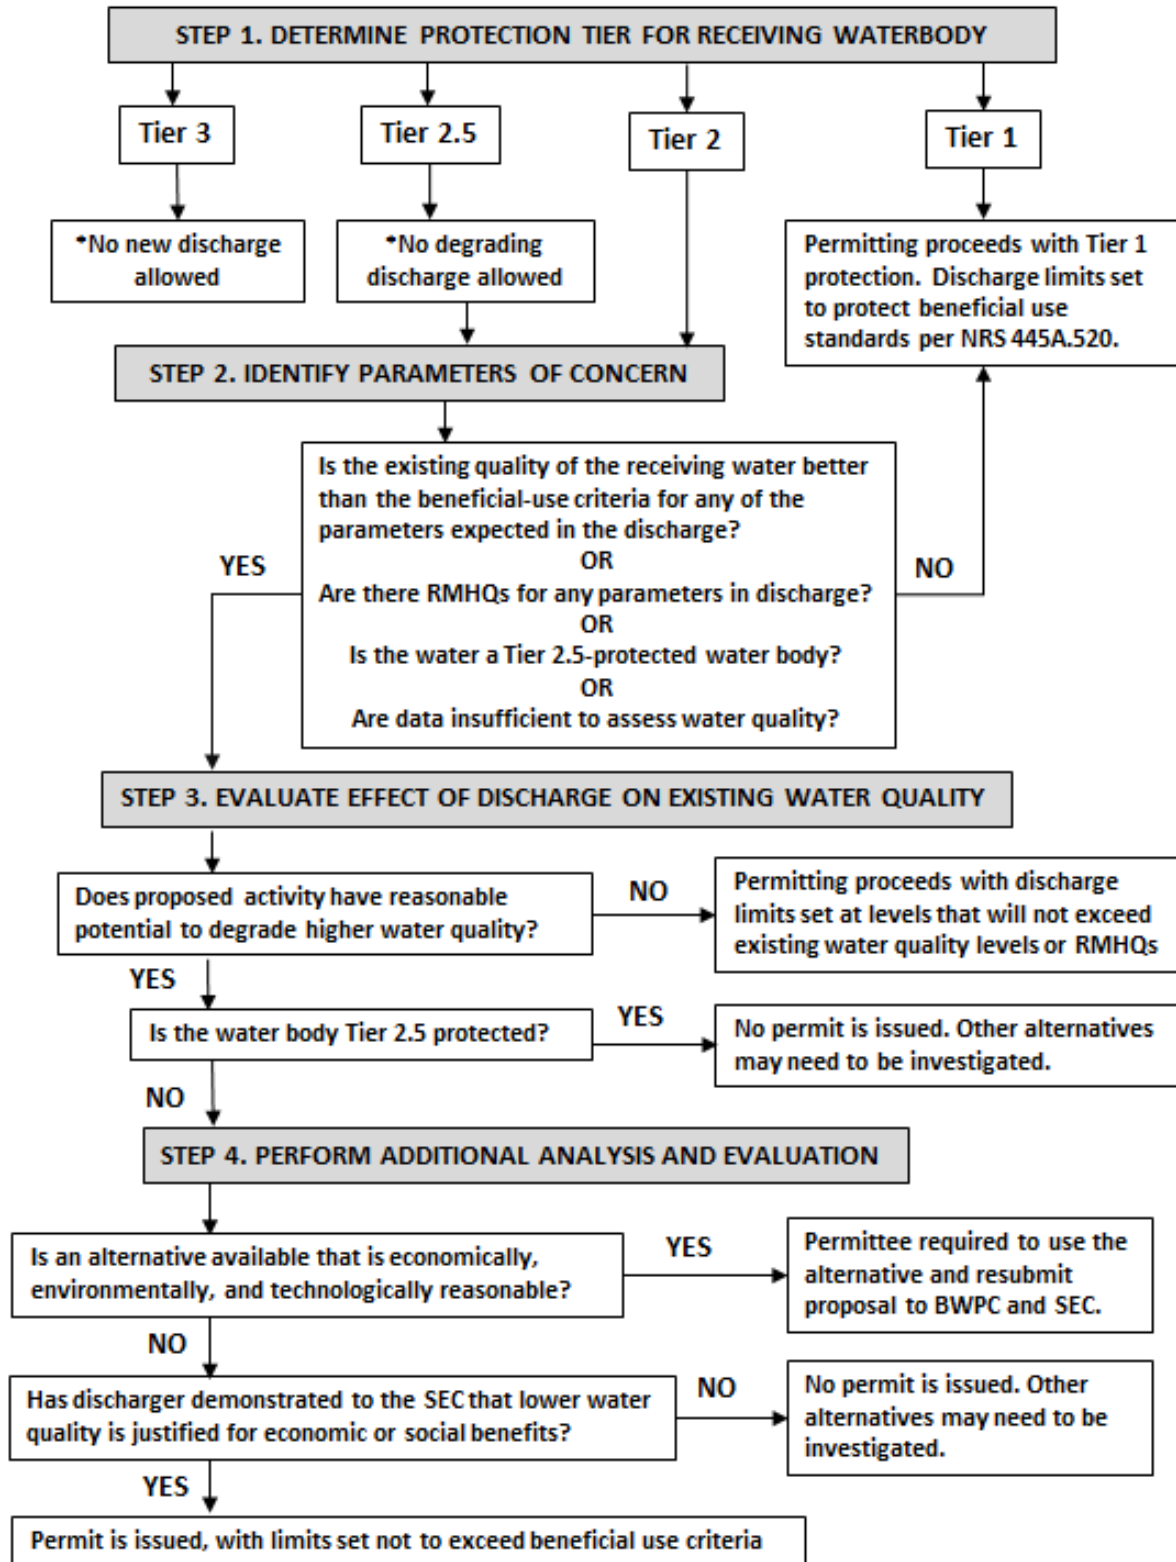 STEP 1. DETERMINE PROTECTION TIER FOR RECEIVING WATERBODY
Tier 3
Tier 2.5
Tier 2
Tier 1
*No new discharge
allowed
*No degrading
discharge allowed
Permitting proceeds with Tier 1
protection. Discharge limits set
to protect beneficial use
standards per NRS 445A.520.
STEP 2. IDENTIFY PARAMETERS OF CONCERN
Is the existing quality of the receiving water better
than the beneficial-use criteria for any of the
parameters expected in the discharge?
OR
Are there RMHQs for any parameters in discharge?
OR
Is the water a Tier 2.5-protected water body?
OR
Are data insufficient to assess water quality?
YES
NO
STEP 3. EVALUATE EFFECT OF DISCHARGE ON EXISTING WATER QUALITY
Does proposed activity have reasonable
potential to degrade higher water quality?
NO
Permitting proceeds with discharge
limits set at levels that will not exceed
existing water quality levels or RMHQs
YES
Is the water body Tier 2.5 protected?
YES
No permit is issued. Other alternatives
may need to be investigated.
NO
STEP 4. PERFORM ADDITIONAL ANALYSIS AND EVALUATION
Is an alternative available that is economically,
environmentally, and technologically reasonable?
YES
Permittee required to use the
alternative and resubmit
proposal to BWPC and SEC.
NO
Has discharger demonstrated to the SEC that lower water
quality is justified for economic or social benefits?
NO
No permit is issued. Other
alternatives may need to be
investigated.
YES
Permit is issued, with limits set not to exceed beneficial use criteria